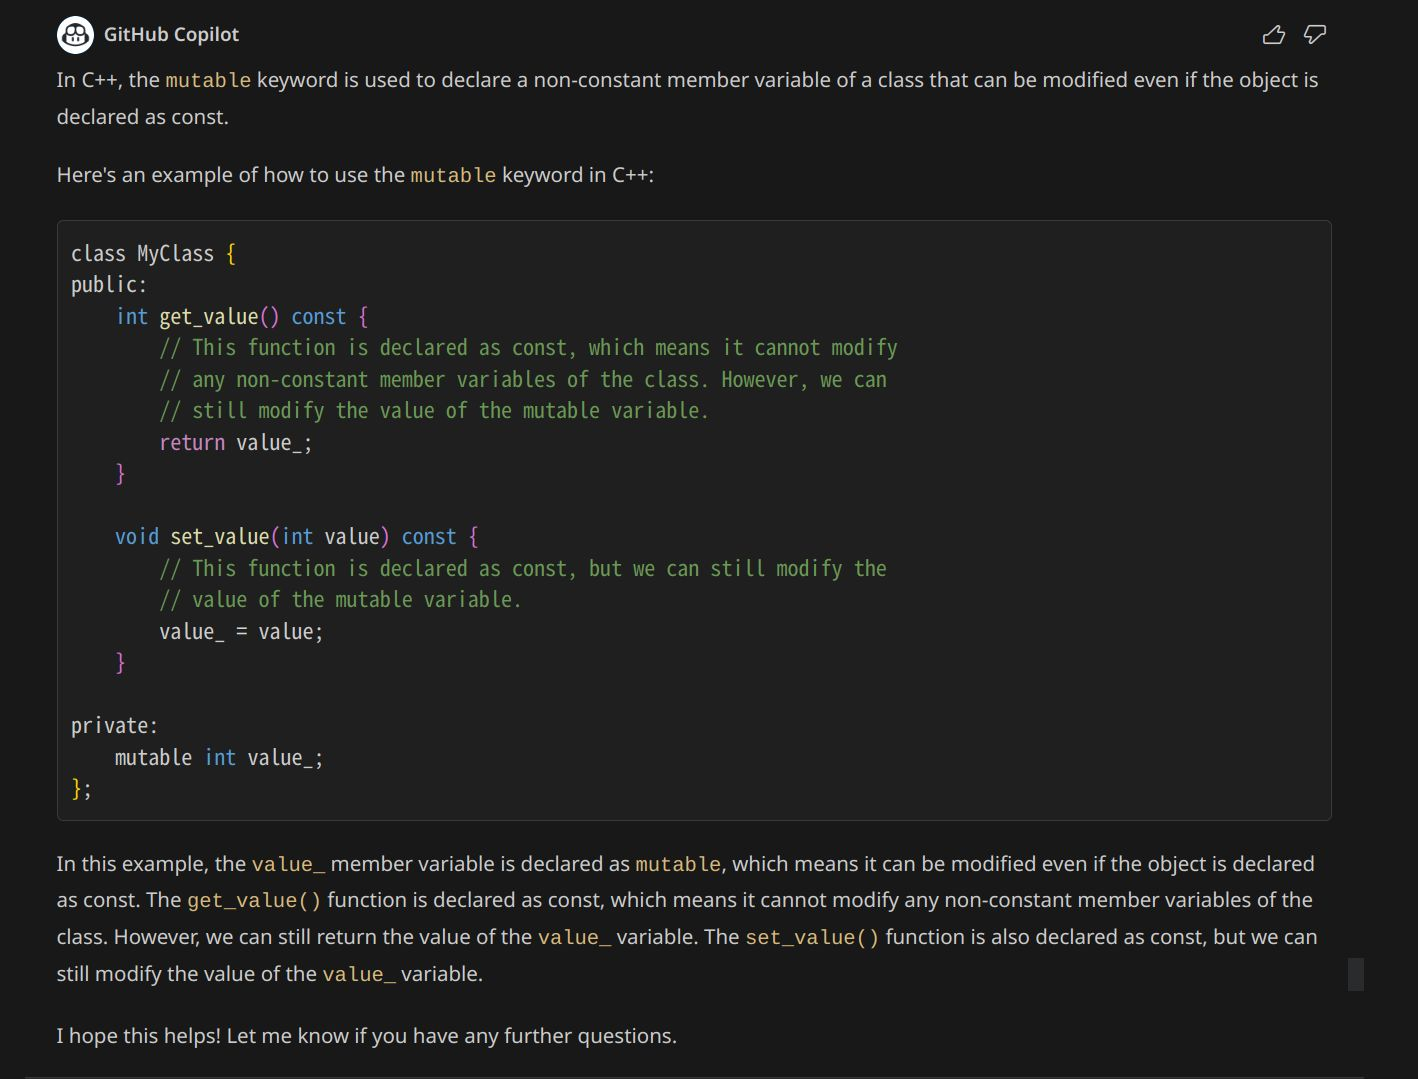 GitHub Copilot
In C++, the mutable keyword is used to declare a non-constant member variable of a class that can be modified even if the object is
declared as const.
Here's an example of how to use the mutable keyword in C++:
class MyClass {
public:
    int get_value() const {
        // This function is declared as const, which means it cannot modify
        // any non-constant member variables of the class. However, we can
        // still modify the value of the mutable variable.
        return value_;
    }
    void set_value(int value) const {
        // This function is declared as const, but we can still modify the
        // value of the mutable variable.
        value_ = value;
    }
private:
    mutable int value_;
};
In this example, the value_ member variable is declared as mutable, which means it can be modified even if the object is declared
as const. The get_value() function is declared as const, which means it cannot modify any non-constant member variables of the
class. However, we can still return the value of the value_ variable. The set_value() function is also declared as const, but we can
still modify the value of the value_ variable.
I hope this helps! Let me know if you have any further questions.